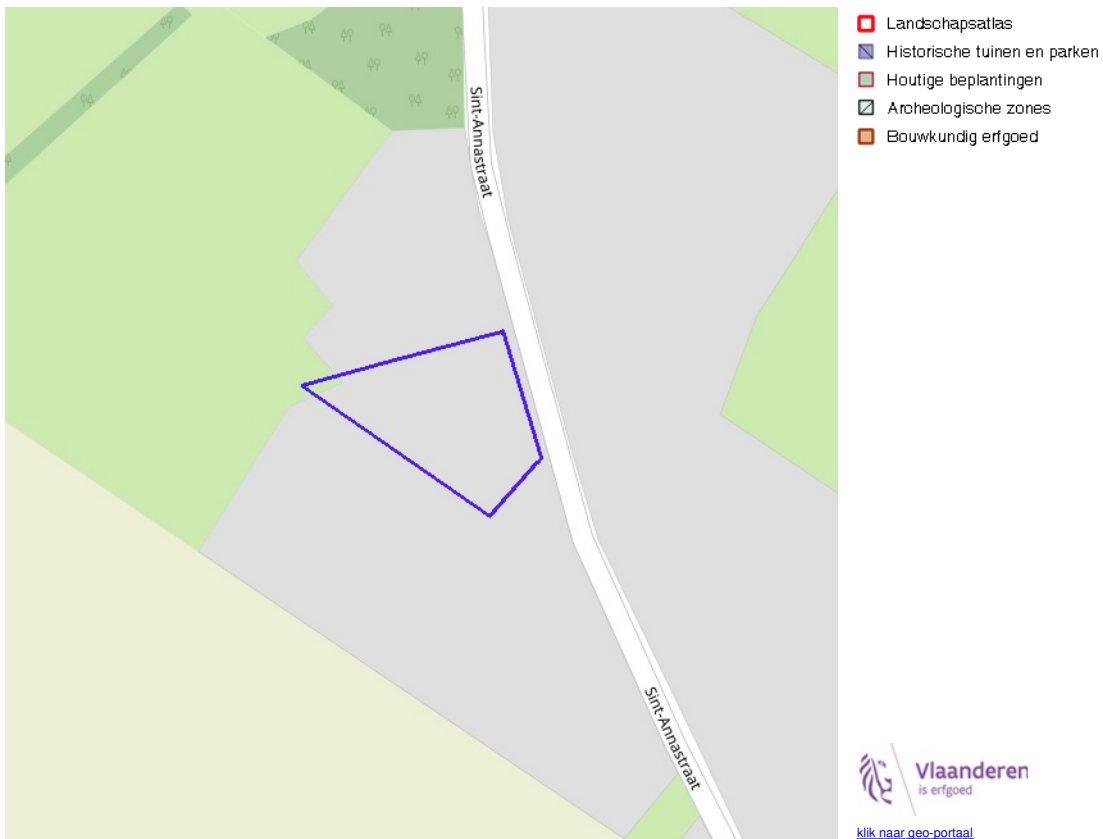 Sint-Annastraat
Sint-Annastraat
Landschapsatlas
Historische tuinen en parken
Houtige beplantingen
Archeologische zones
Bouwkundig erfgoed
Vlaanderen
is erfgoed
klik naar geo-portaal